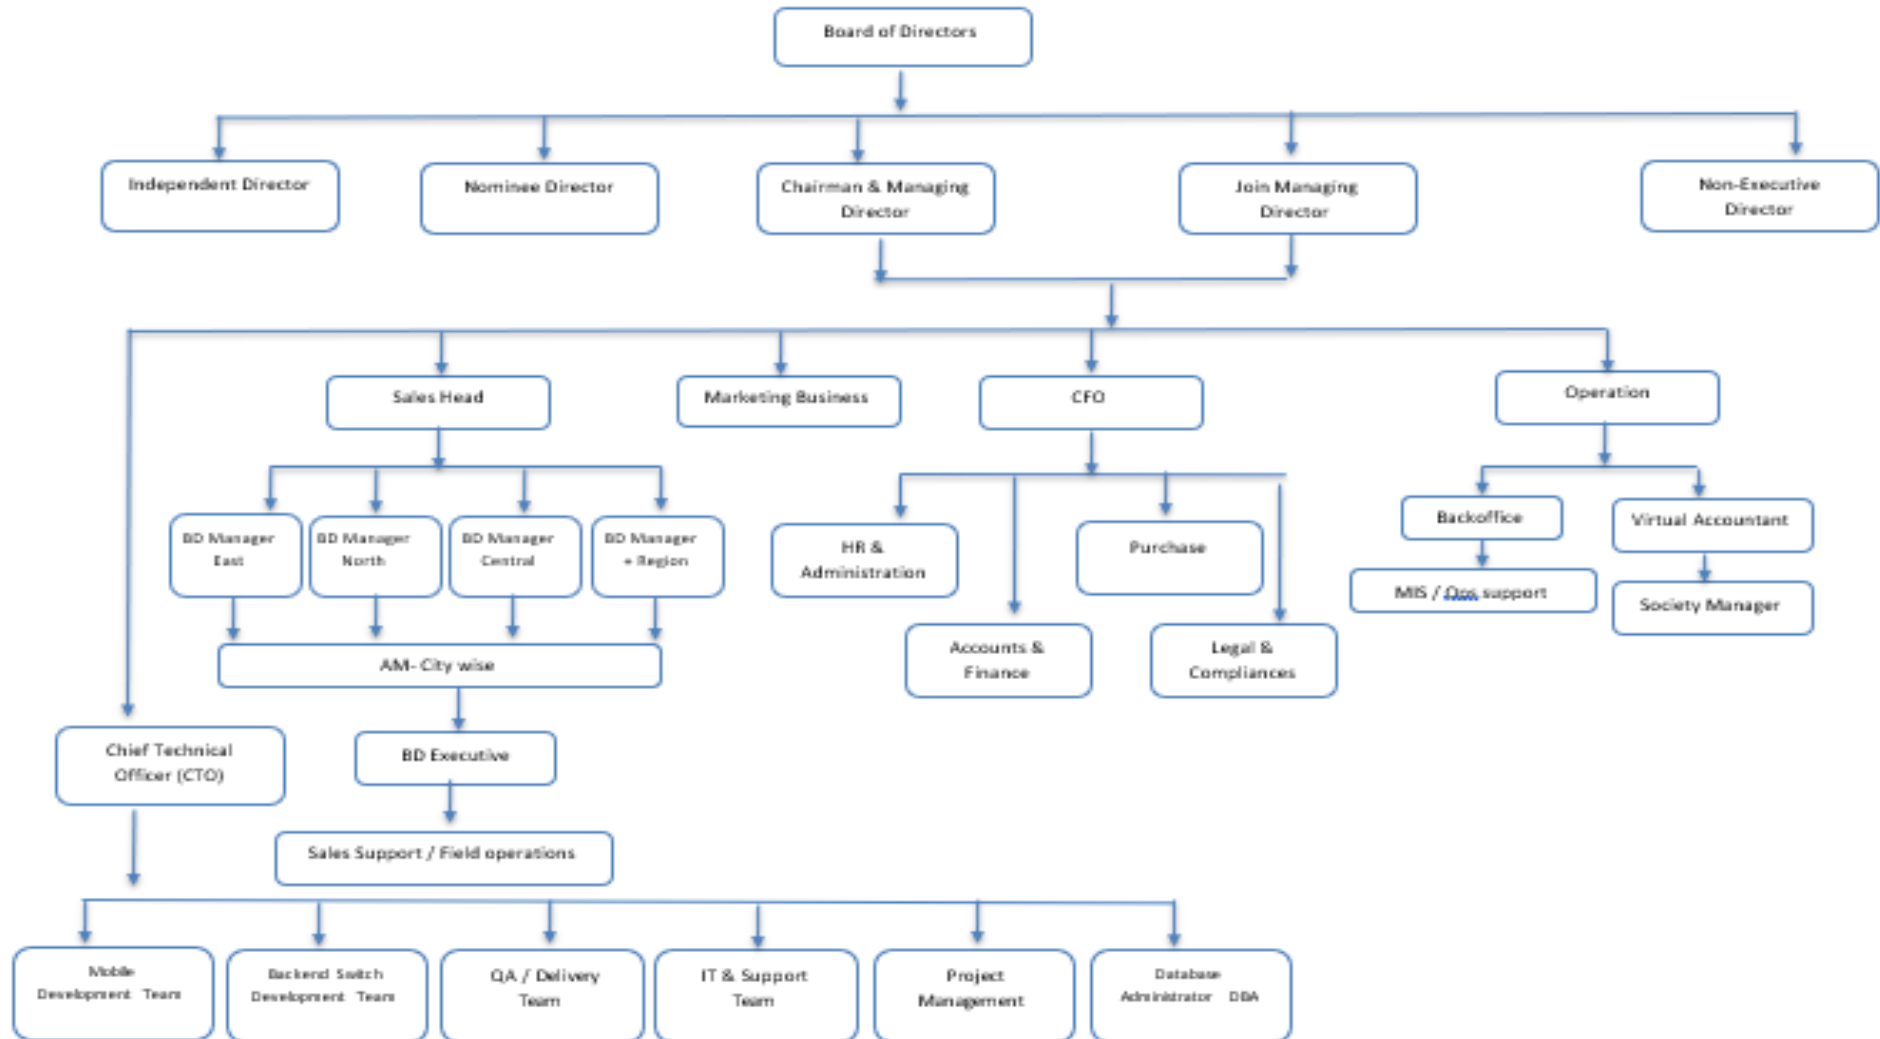 Board of Directors
Independent Director
Nominee Director
Chairman & Managing
Director
Join Managing
Director
Non-Executive
Director
Sales Head
Marketing Business
CFO
Operation
BD Manager
East
BD Manager
North
BD Manager
Central
BD Manager
+ Region
HR &
Administration
Purchase
Backoffice
Virtual Accountant
MIS / Ops support
Society Manager
AM- City wise
Accounts &
Finance
Legal &
Compliances
Chief Technical
Officer (CTO)
BD Executive
Sales Support / Field operations
Mobile
Development Team
Backend Switch
Development Team
QA / Delivery
Team
IT & Support
Team
Project
Management
Database
Administrator DBA